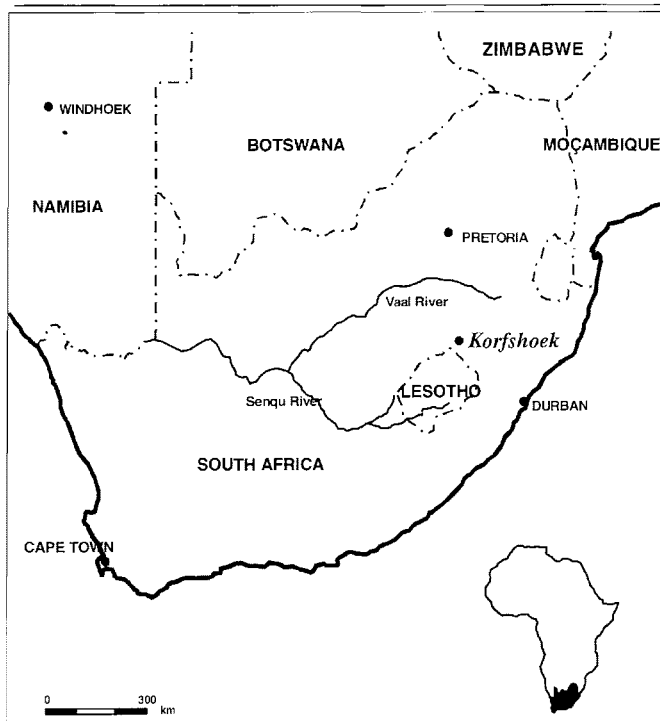 ZIMBABWE
WINDHOEK
BOTSWANA
MOÇAMBIQUE
NAMIBIA
PRETORIA
Vaal River
Korfshoek
LESOTHO
Senqu River
DURBAN
SOUTH AFRICA
CAPE TOWN
0 300
km